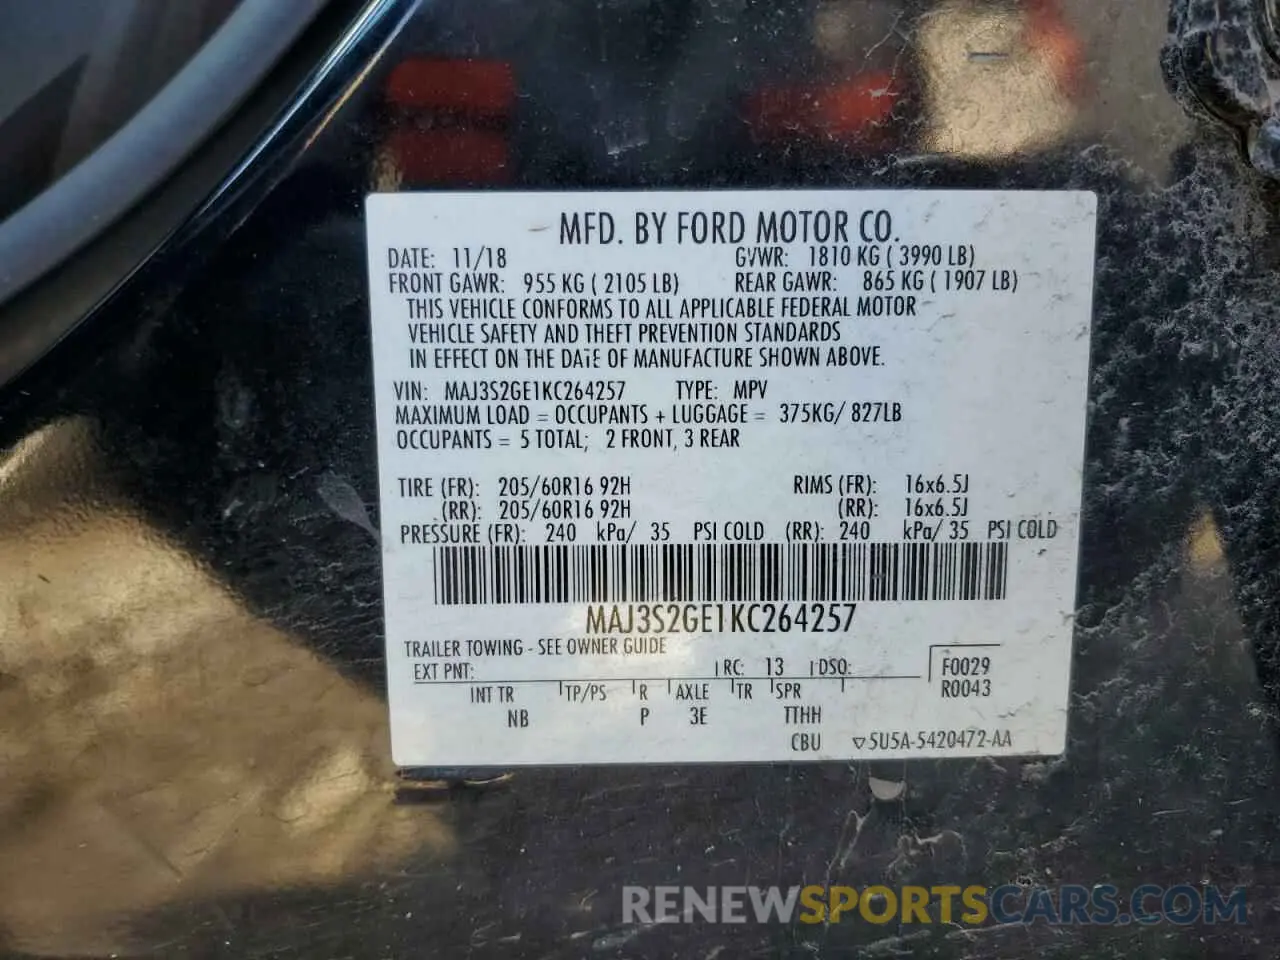 MFD. BY FORD MOTOR CO.
DATE: 11/18 GVWR: 1810 KG ( 3990 LB)
FRONT GAWR: 955 KG ( 2105 LB) REAR GAWR: 865 KG ( 1907 LB)
THIS VEHICLE CONFORMS TO ALL APPLICABLE FEDERAL MOTOR
VEHICLE SAFETY AND THEFT PREVENTION STANDARDS
IN EFFECT ON THE DATE OF MANUFACTURE SHOWN ABOVE.
VIN: MAJ3S2GE1KC264257 TYPE: MPV
MAXIMUM LOAD = OCCUPANTS + LUGGAGE = 375KG/ 827LB
OCCUPANTS = 5 TOTAL; 2 FRONT, 3 REAR
TIRE (FR): 205/60R16 92H RIMS (FR): 16x6.5J
(RR): 205/60R16 92H (RR): 16x6.5J
PRESSURE (FR): 240 kPa/ 35 PSI COLD (RR): 240 kPa/ 35 PSI COLD
MAJ3S2GE1KC264257
TRAILER TOWING - SEE OWNER GUIDE
EXT PNT: RC: 13 DSO: F0029
INT TR TP/PS R AXLE TR SPR R0043
NB P 3E TTHH
CBU ▽5U5A-5420472-AA
RENEWSPORTSCARS.COM